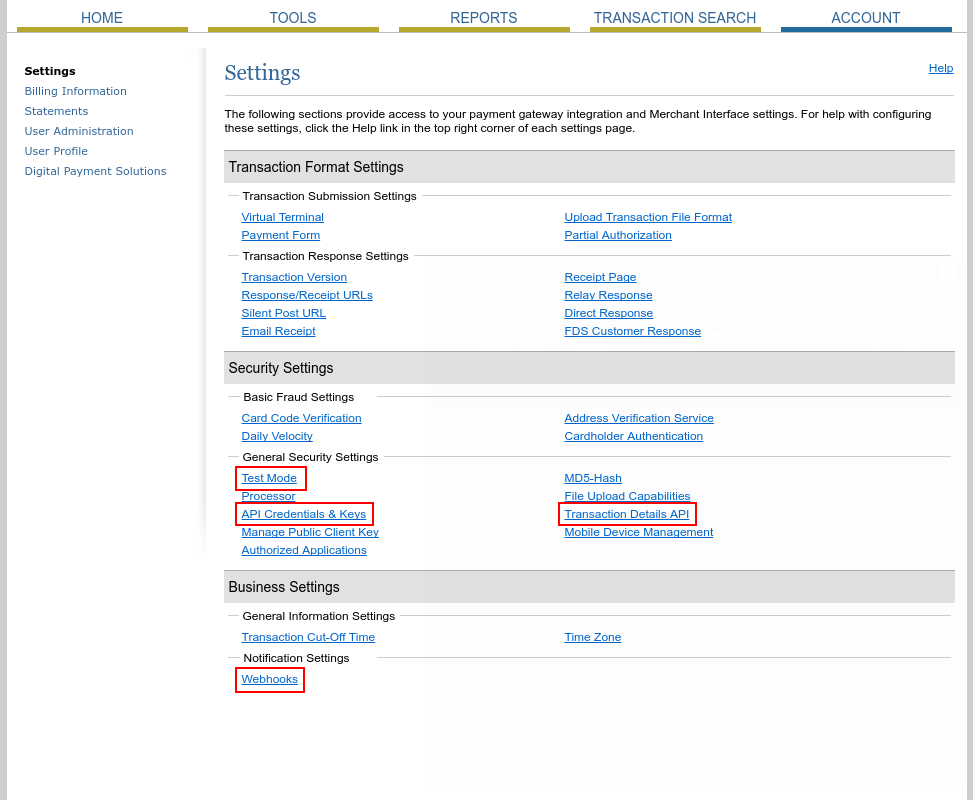 HOME TOOLS REPORTS TRANSACTION SEARCH ACCOUNT
Settings
Billing Information
Statements
User Administration
User Profile
Digital Payment Solutions
Settings Help
The following sections provide access to your payment gateway integration and Merchant Interface settings. For help with configuring
these settings, click the Help link in the top right corner of each settings page.
Transaction Format Settings
Transaction Submission Settings
Virtual Terminal Upload Transaction File Format
Payment Form Partial Authorization
Transaction Response Settings
Transaction Version Receipt Page
Response/Receipt URLs Relay Response
Silent Post URL Direct Response
Email Receipt FDS Customer Response
Security Settings
Basic Fraud Settings
Card Code Verification Address Verification Service
Daily Velocity Cardholder Authentication
General Security Settings
Test Mode MD5-Hash
Processor File Upload Capabilities
API Credentials & Keys Transaction Details API
Manage Public Client Key Mobile Device Management
Authorized Applications
Business Settings
General Information Settings
Transaction Cut-Off Time Time Zone
Notification Settings
Webhooks